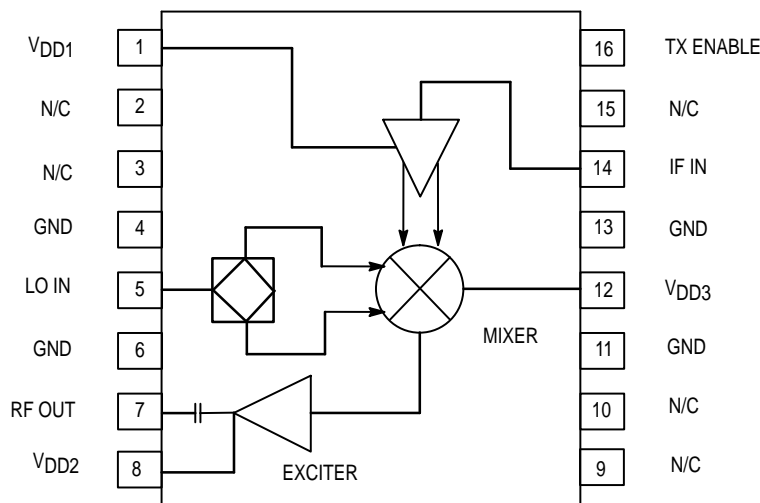 VDD1 1 16 TX ENABLE
N/C 2 15 N/C
N/C 3 14 IF IN
GND 4 13 GND
LO IN 5 12 VDD3
MIXER
GND 6 11 GND
RF OUT 7 10 N/C
VDD2 8 9 N/C
EXCITER